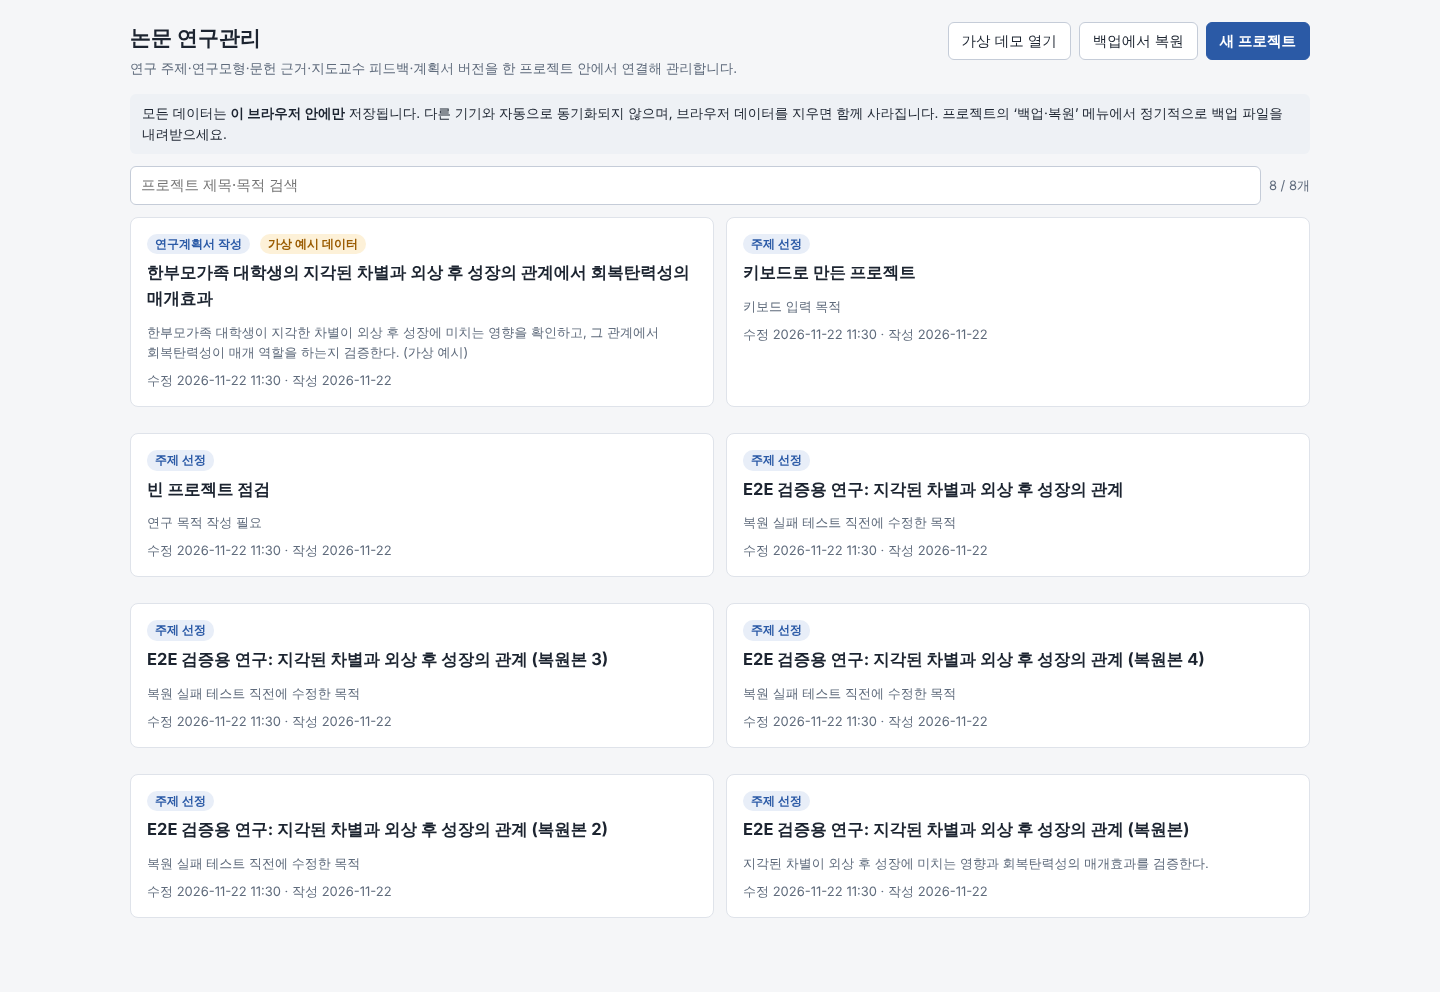 논문 연구관리
가상 데모 열기
백업에서 복원
새 프로젝트
연구 주제·연구모형·문헌 근거·지도교수 피드백·계획서 버전을 한 프로젝트 안에서 연결해 관리합니다.
모든 데이터는 이 브라우저 안에만 저장됩니다. 다른 기기와 자동으로 동기화되지 않으며, 브라우저 데이터를 지우면 함께 사라집니다. 프로젝트의 ‘백업·복원’ 메뉴에서 정기적으로 백업 파일을
내려받으세요.
프로젝트 제목·목적 검색
8 / 8개
연구계획서 작성 가상 예시 데이터
한부모가족 대학생의 지각된 차별과 외상 후 성장의 관계에서 회복탄력성의
매개효과
한부모가족 대학생이 지각한 차별이 외상 후 성장에 미치는 영향을 확인하고, 그 관계에서
회복탄력성이 매개 역할을 하는지 검증한다. (가상 예시)
수정 2026-11-22 11:30 · 작성 2026-11-22
주제 선정
키보드로 만든 프로젝트
키보드 입력 목적
수정 2026-11-22 11:30 · 작성 2026-11-22
주제 선정
빈 프로젝트 점검
연구 목적 작성 필요
수정 2026-11-22 11:30 · 작성 2026-11-22
주제 선정
E2E 검증용 연구: 지각된 차별과 외상 후 성장의 관계
복원 실패 테스트 직전에 수정한 목적
수정 2026-11-22 11:30 · 작성 2026-11-22
주제 선정
E2E 검증용 연구: 지각된 차별과 외상 후 성장의 관계 (복원본 3)
복원 실패 테스트 직전에 수정한 목적
수정 2026-11-22 11:30 · 작성 2026-11-22
주제 선정
E2E 검증용 연구: 지각된 차별과 외상 후 성장의 관계 (복원본 4)
복원 실패 테스트 직전에 수정한 목적
수정 2026-11-22 11:30 · 작성 2026-11-22
주제 선정
E2E 검증용 연구: 지각된 차별과 외상 후 성장의 관계 (복원본 2)
복원 실패 테스트 직전에 수정한 목적
수정 2026-11-22 11:30 · 작성 2026-11-22
주제 선정
E2E 검증용 연구: 지각된 차별과 외상 후 성장의 관계 (복원본)
지각된 차별이 외상 후 성장에 미치는 영향과 회복탄력성의 매개효과를 검증한다.
수정 2026-11-22 11:30 · 작성 2026-11-22